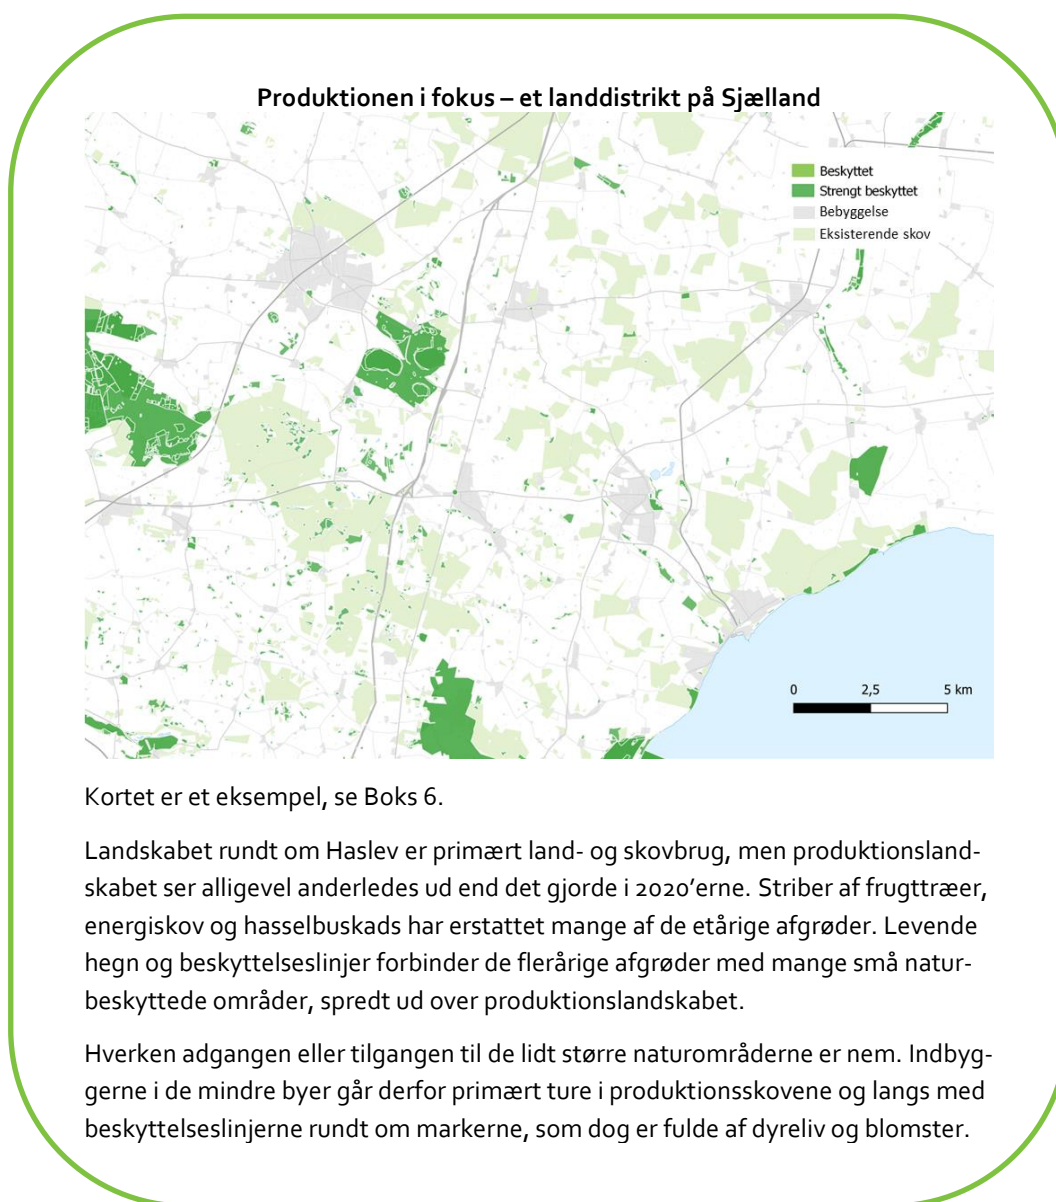 Produktionen i fokus – et landdistrikt på Sjælland
Beskyttet
Strengt beskyttet
Bebyggelse
Eksisterende skov
0 2,5 5 km
Kortet er et eksempel, se Boks 6.
Landskabet rundt om Haslev er primært land- og skovbrug, men produktionsland-
skabet ser alligevel anderledes ud end det gjorde i 2020’erne. Striber af frugttræer,
energiskov og hasselbuskads har erstattet mange af de etårige afgrøder. Levende
hegn og beskyttelseslinjer forbinder de flerårige afgrøder med mange små natur-
beskyttede områder, spredt ud over produktionslandskabet.
Hverken adgangen eller tilgangen til de lidt større naturområderne er nem. Indbyg-
gerne i de mindre byer går derfor primært ture i produktionsskovene og langs med
beskyttelseslinjerne rundt om markerne, som dog er fulde af dyreliv og blomster.